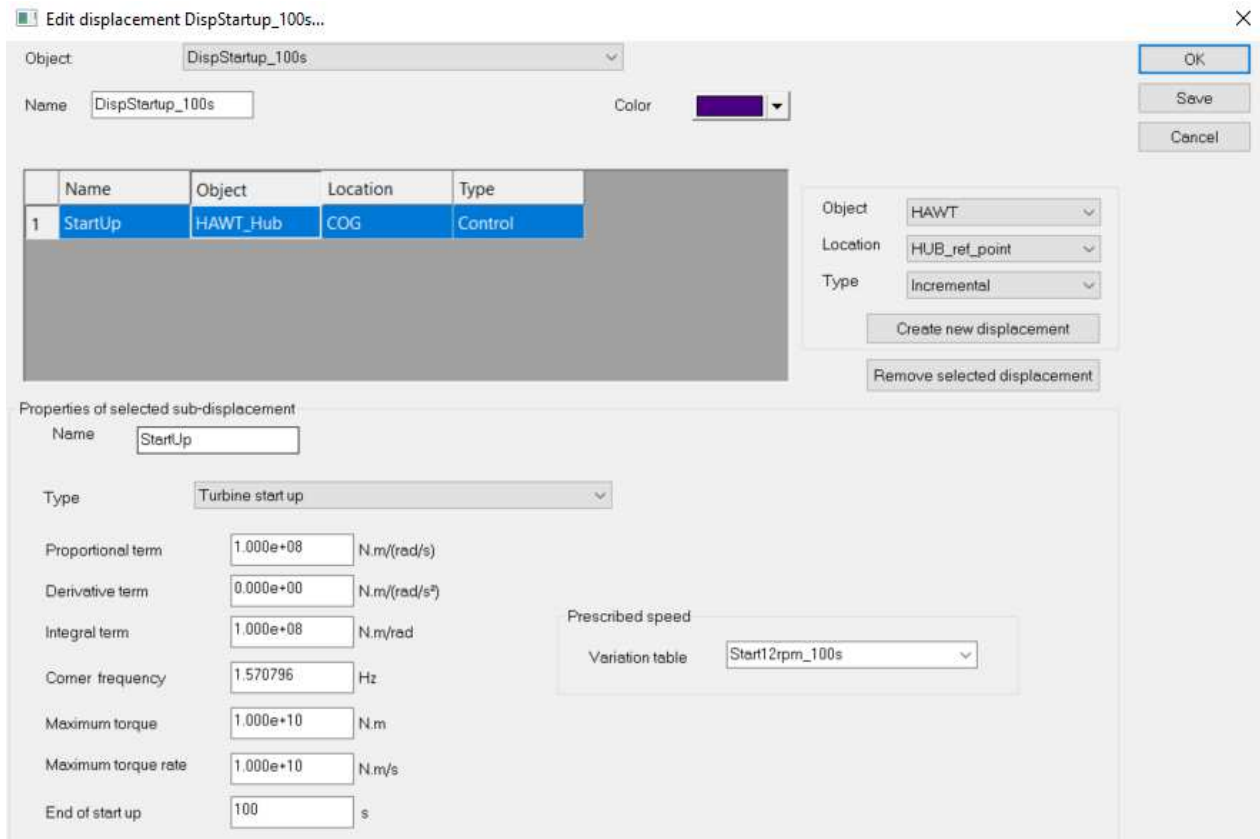 Edit displacement DispStartup_100s...
Object DispStartup_100s
OK
Name DispStartup_100s Color
Save
Cancel
Name Object Location Type
1 StartUp HAWT_Hub COG Control
Object HAWT
Location HUB_ref_point
Type Incremental
Create new displacement
Remove selected displacement
Properties of selected sub-displacement
Name StartUp
Type Turbine start up
Proportional term 1.000e+08 N.m/(rad/s)
Derivative term 0.000e+00 N.m/(rad/s²)
Integral term 1.000e+08 N.m/rad
Corner frequency 1.570796 Hz
Maximum torque 1.000e+10 N.m
Maximum torque rate 1.000e+10 N.m/s
End of start up 100 s
Prescribed speed
Variation table Start12rpm_100s